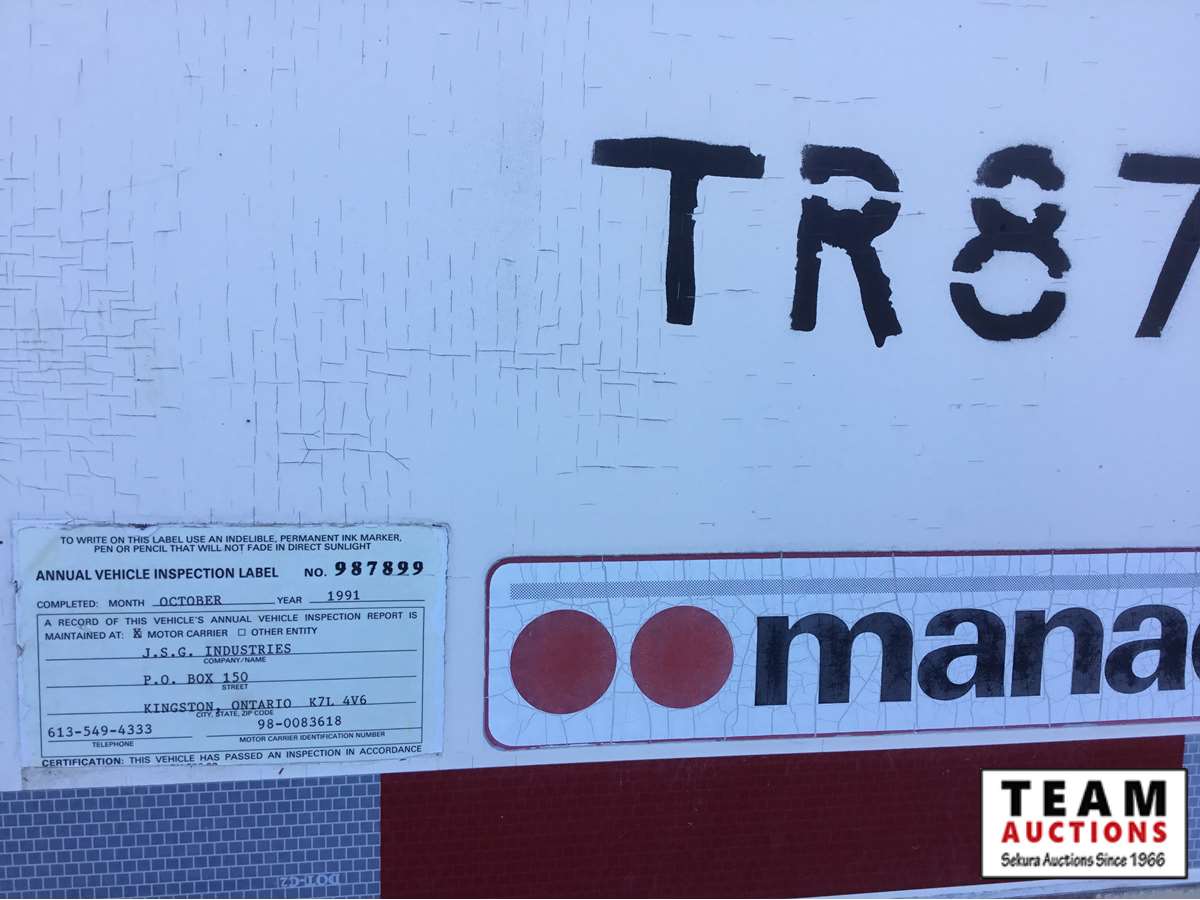 TR87
TO WRITE ON THIS LABEL USE AN INDELIBLE, PERMANENT INK MARKER,
PEN OR PENCIL THAT WILL NOT FADE IN DIRECT SUNLIGHT
ANNUAL VEHICLE INSPECTION LABEL NO. 987899
COMPLETED: MONTH OCTOBER YEAR 1991
A RECORD OF THIS VEHICLE'S ANNUAL VEHICLE INSPECTION REPORT IS
MAINTAINED AT: X MOTOR CARRIER □ OTHER ENTITY
J.S.G. INDUSTRIES
COMPANY/NAME
P.O. BOX 150
STREET
KINGSTON, ONTARIO K7L 4V6
CITY, STATE, ZIP CODE
613-549-4333 98-0083618
TELEPHONE MOTOR CARRIER IDENTIFICATION NUMBER
CERTIFICATION: THIS VEHICLE HAS PASSED AN INSPECTION IN ACCORDANCE
mana
DOT-C2
TEAM
AUCTIONS
Sekura Auctions Since 1966